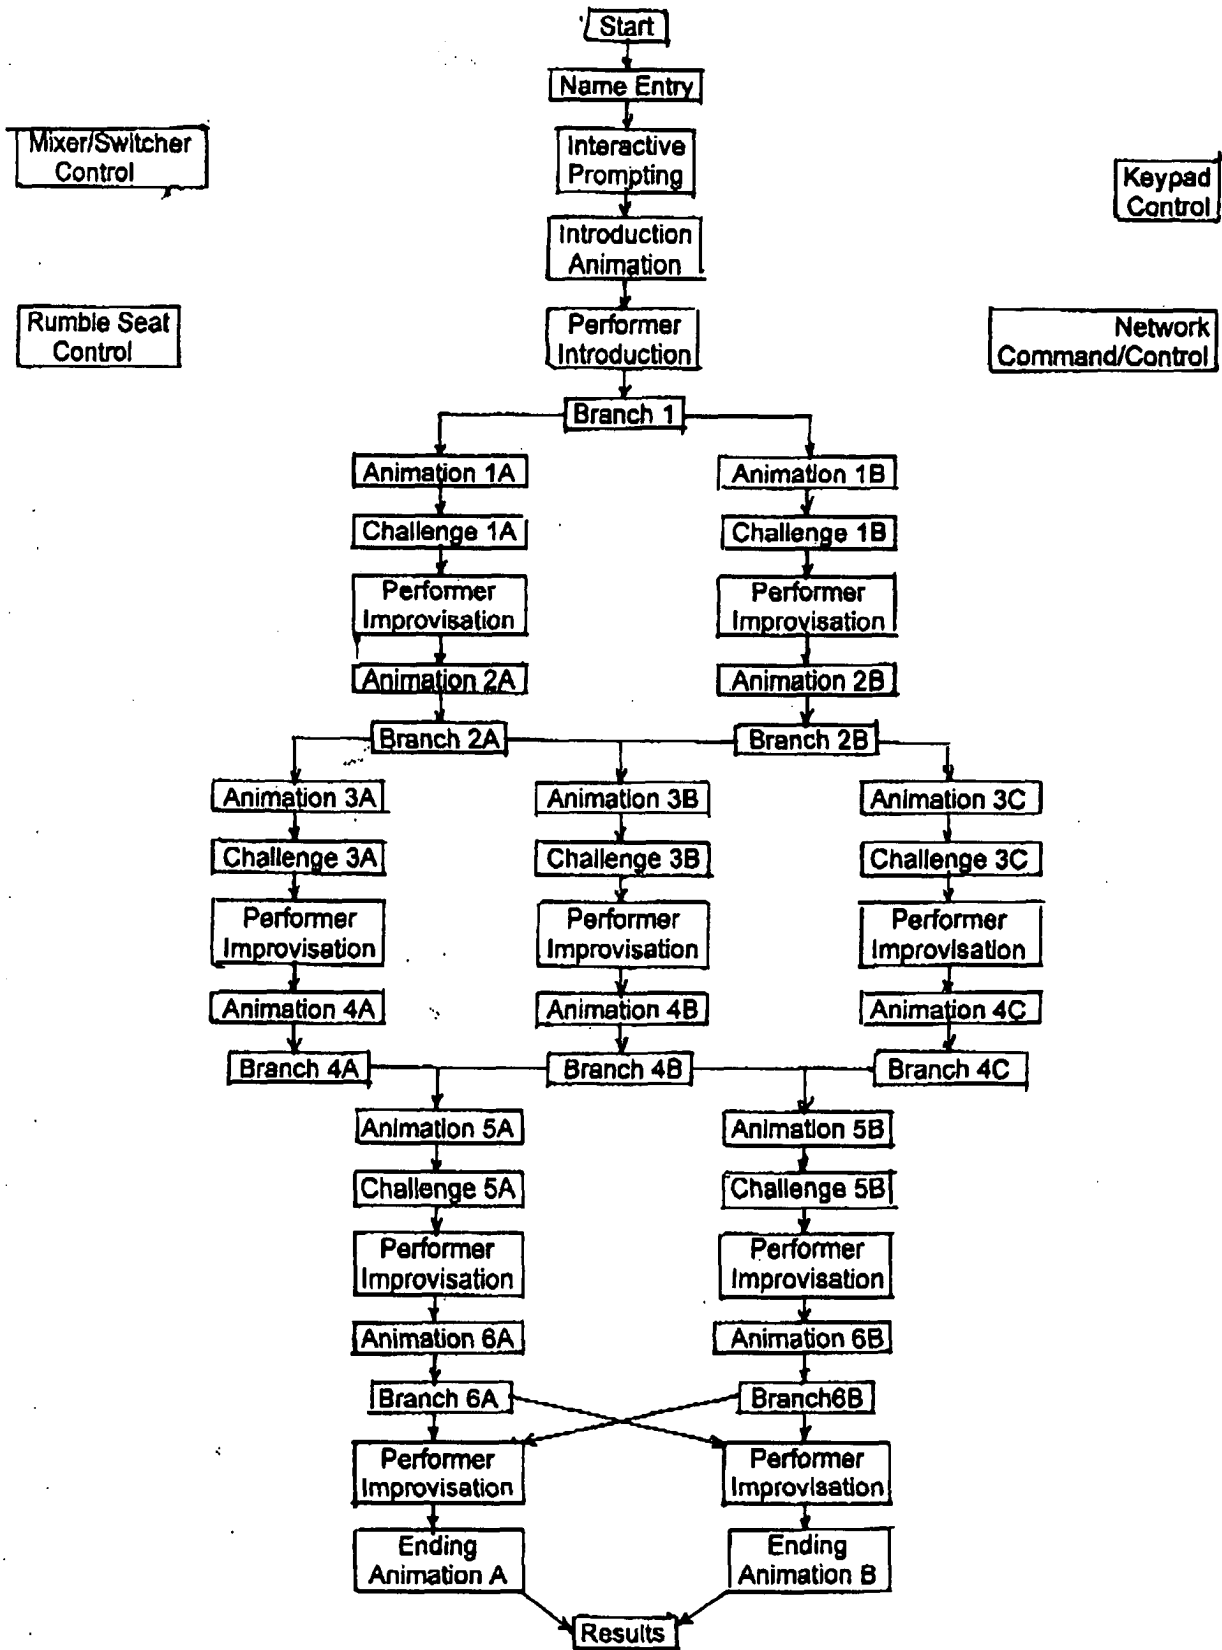 Start
Name Entry
Mixer/Switcher
Control
Interactive
Prompting
Keypad
Control
Introduction
Animation
Rumble Seat
Control
Performer
Introduction
Network
Command/Control
Branch 1
Animation 1A
Animation 1B
Challenge 1A
Challenge 1B
Performer
Improvisation
Performer
Improvisation
Animation 2A
Animation 2B
Branch 2A
Branch 2B
Animation 3A
Animation 3B
Animation 3C
Challenge 3A
Challenge 3B
Challenge 3C
Performer
Improvisation
Performer
Improvisation
Performer
Improvisation
Animation 4A
Animation 4B
Animation 4C
Branch 4A
Branch 4B
Branch 4C
Animation 5A
Animation 5B
Challenge 5A
Challenge 5B
Performer
Improvisation
Performer
Improvisation
Animation 6A
Animation 6B
Branch 6A
Branch6B
Performer
Improvisation
Performer
Improvisation
Ending
Animation A
Ending
Animation B
Results